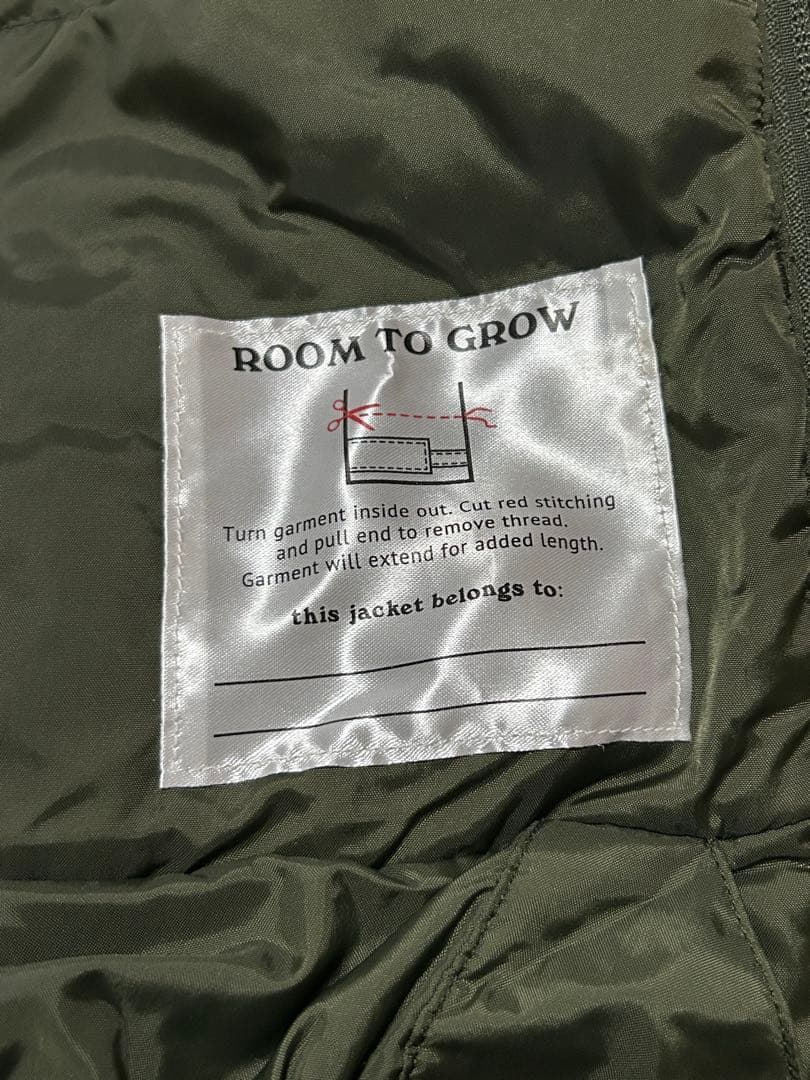 ROOM TO GROW
Turn garment inside out. Cut red stitching
and pull end to remove thread.
Garment will extend for added length.
this jacket belongs to: